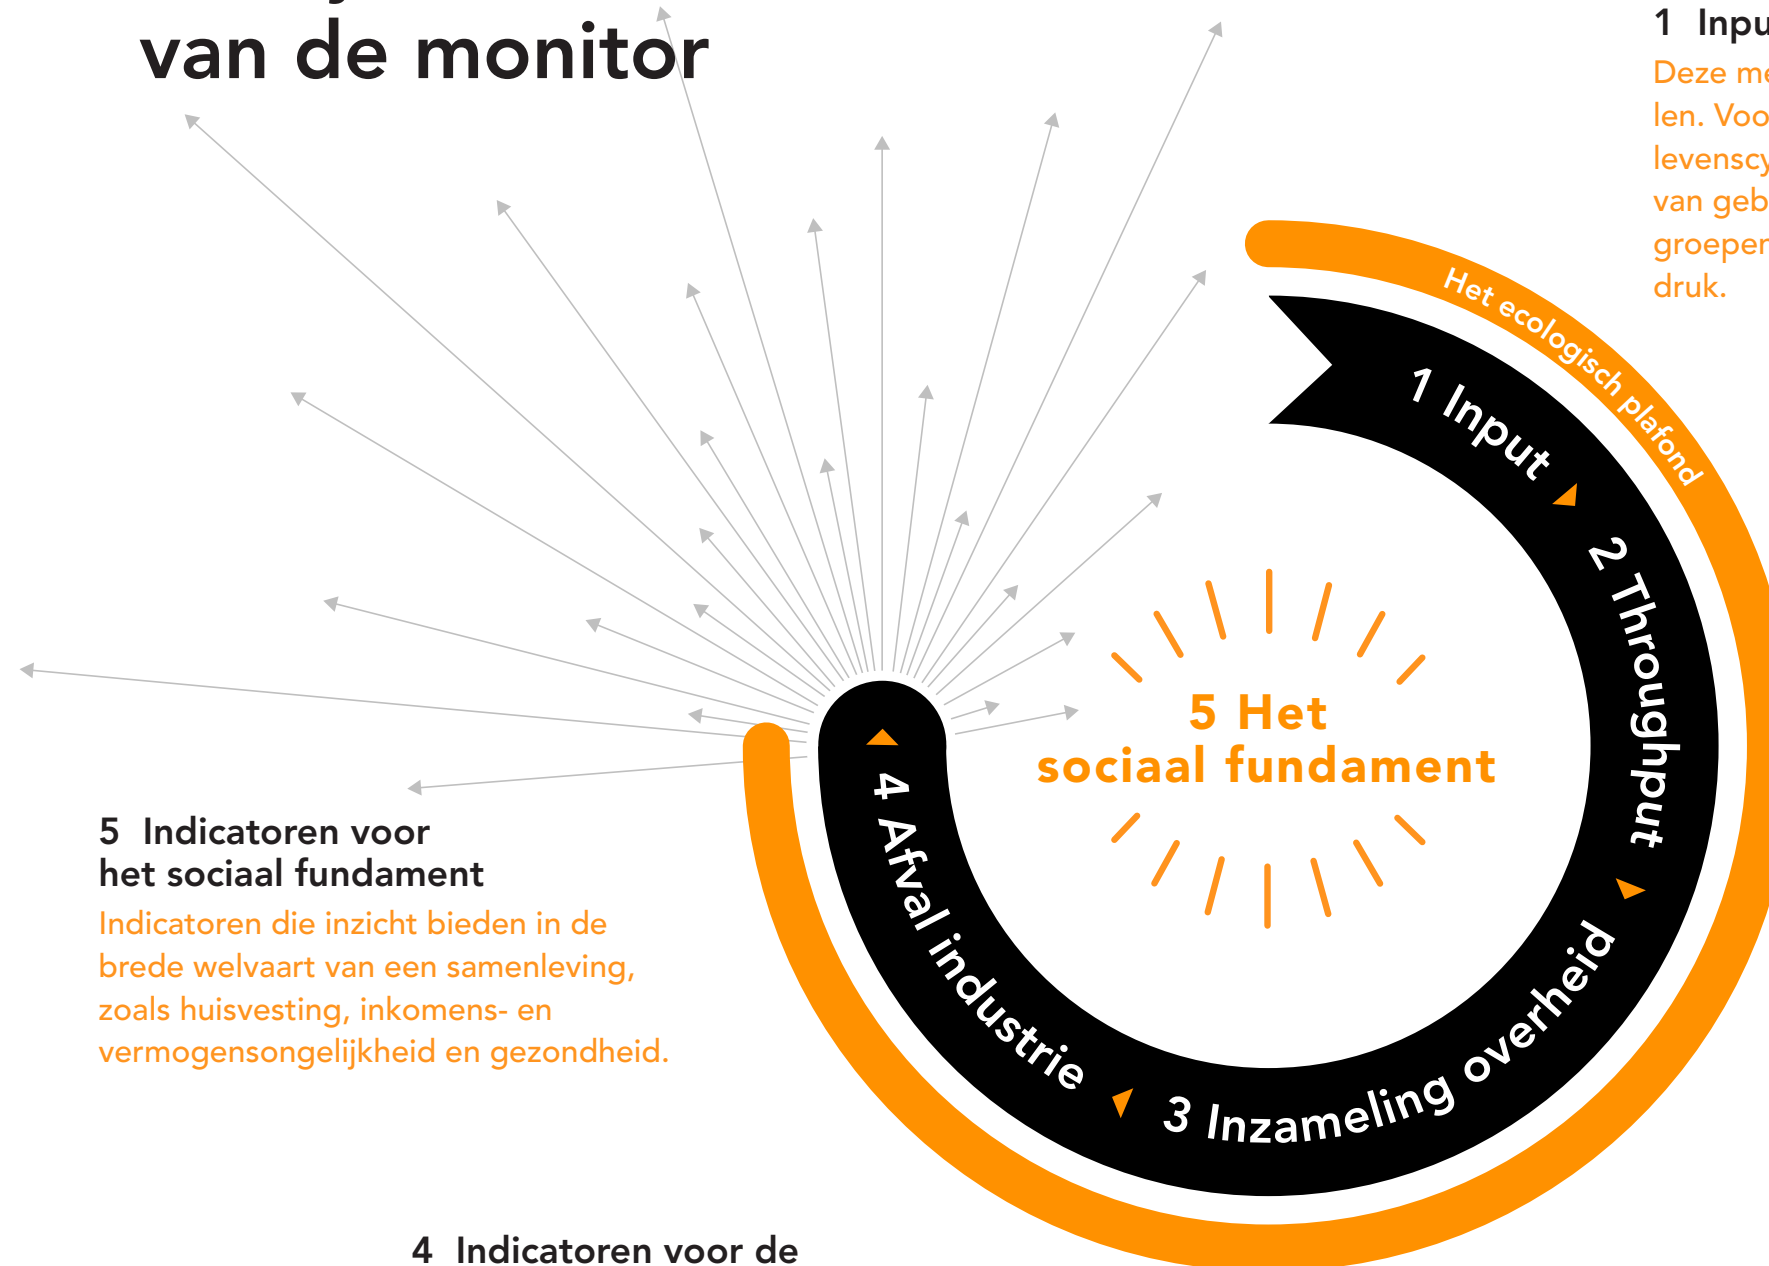 van de monitor
1 Inpu
Deze me
len. Voo
levenscy
van geb
groeper
druk.
Het ecologisch plafond
1 Input
2 Throughput
3 Inzameling overheid
4 Afval industrie
5 Het
sociaal fundament
5 Indicatoren voor
het sociaal fundament
Indicatoren die inzicht bieden in de
brede welvaart van een samenleving,
zoals huisvesting, inkomens- en
vermogensongelijkheid en gezondheid.
4 Indicatoren voor de